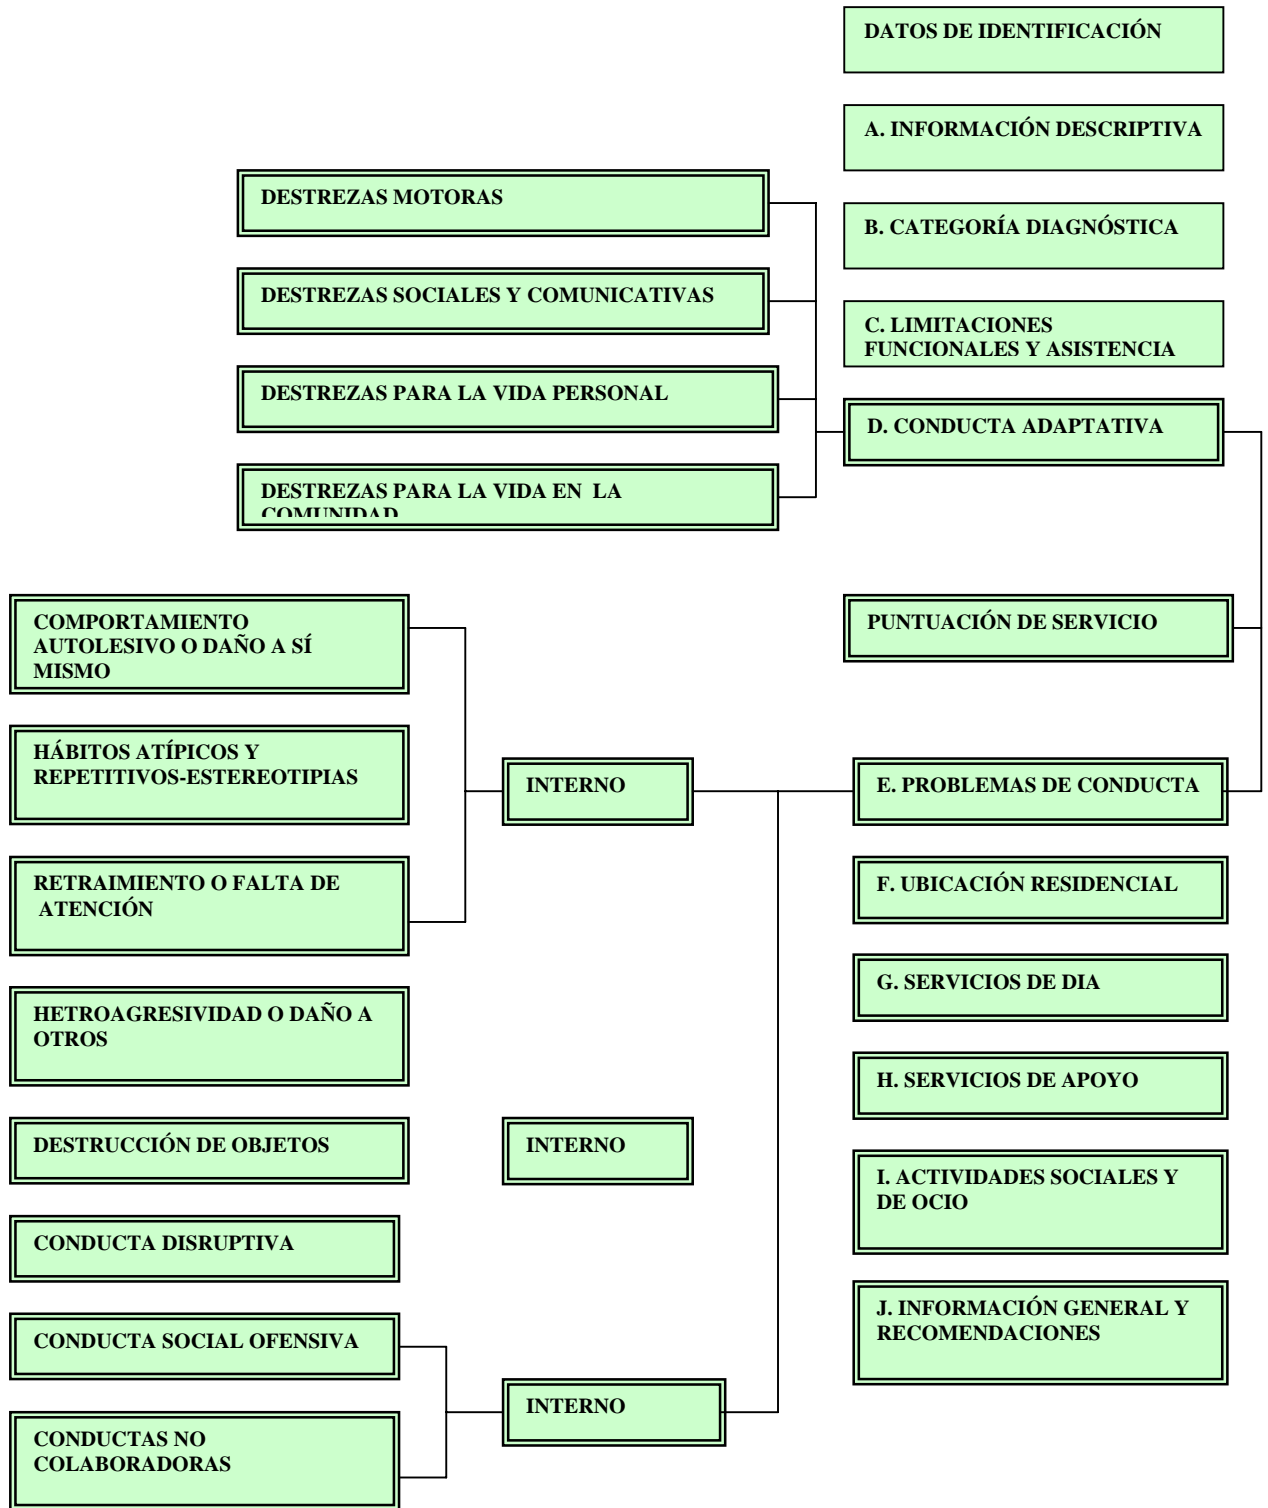 DATOS DE IDENTIFICACIÓN
A. INFORMACIÓN DESCRIPTIVA
B. CATEGORÍA DIAGNÓSTICA
C. LIMITACIONES
FUNCIONALES Y ASISTENCIA
D. CONDUCTA ADAPTATIVA
DESTREZAS MOTORAS
DESTREZAS SOCIALES Y COMUNICATIVAS
DESTREZAS PARA LA VIDA PERSONAL
DESTREZAS PARA LA VIDA EN LA
COMUNIDAD
PUNTUACIÓN DE SERVICIO
E. PROBLEMAS DE CONDUCTA
INTERNO
COMPORTAMIENTO
AUTOLESIVO O DAÑO A SÍ
MISMO
HÁBITOS ATÍPICOS Y
REPETITIVOS-ESTEREOTIPIAS
RETRAIMIENTO O FALTA DE
ATENCIÓN
HETROAGRESIVIDAD O DAÑO A
OTROS
DESTRUCCIÓN DE OBJETOS
INTERNO
CONDUCTA DISRUPTIVA
CONDUCTA SOCIAL OFENSIVA
INTERNO
CONDUCTAS NO
COLABORADORAS
F. UBICACIÓN RESIDENCIAL
G. SERVICIOS DE DIA
H. SERVICIOS DE APOYO
I. ACTIVIDADES SOCIALES Y
DE OCIO
J. INFORMACIÓN GENERAL Y
RECOMENDACIONES